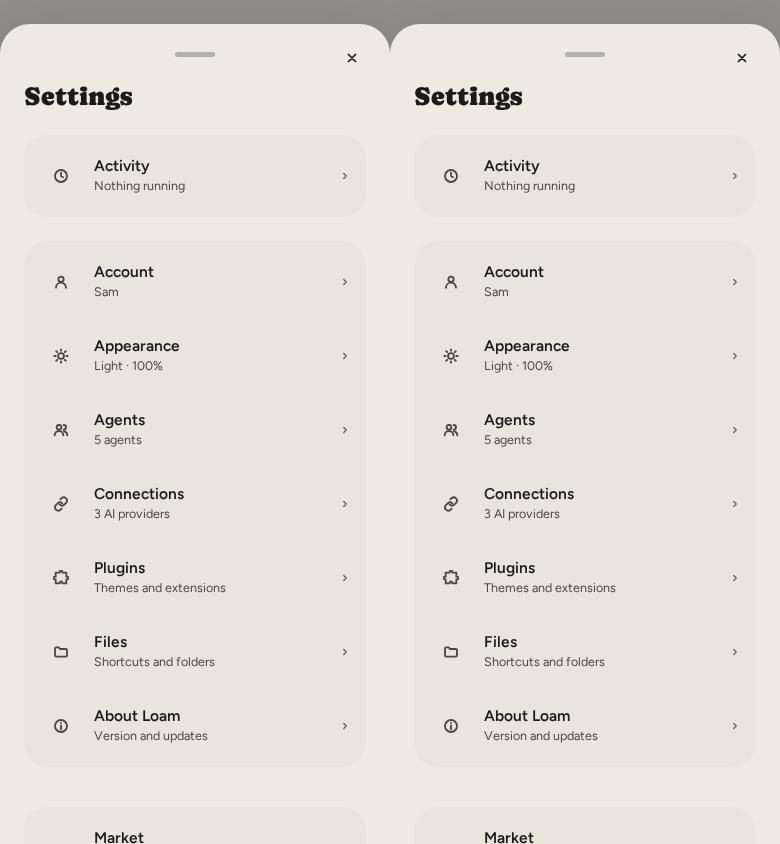 Settings
Activity
Nothing running
Account
Sam
Appearance
Light · 100%
Agents
5 agents
Connections
3 AI providers
Plugins
Themes and extensions
Files
Shortcuts and folders
About Loam
Version and updates
Market
Settings
Activity
Nothing running
Account
Sam
Appearance
Light · 100%
Agents
5 agents
Connections
3 AI providers
Plugins
Themes and extensions
Files
Shortcuts and folders
About Loam
Version and updates
Market